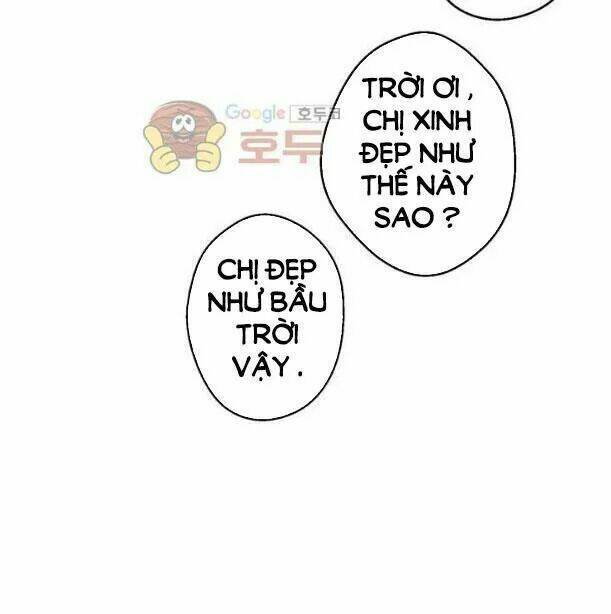 Google 호두코
호두
TRỜI ƠI ,
CHỊ XINH
ĐẸP NHƯ
THẾ NÀY
SAO ?
CHỊ ĐẸP
NHƯ BẦU
TRỜI
VẬY .